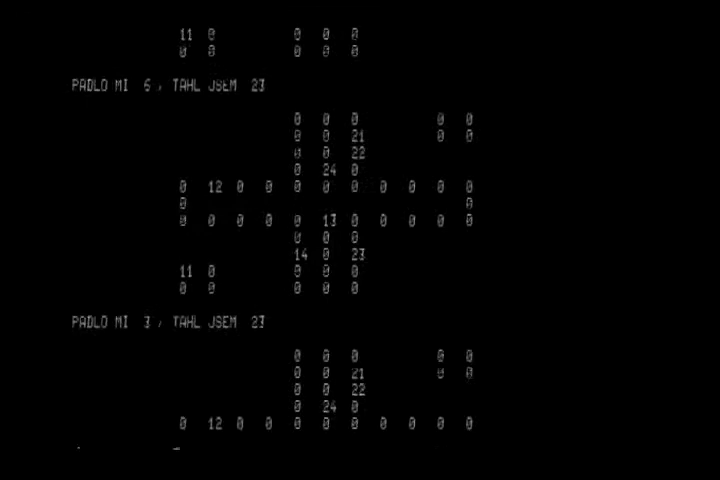 11 0 0 0 0
0 0 0 0 0
PADLO MI 6, TAHL JSEM 23
0 0 0 0 0
0 0 21 0 0
0 0 22
0 24 0
0 12 0 0 0 0 0 0 0 0 0
0 0
0 0 0 0 0 13 0 0 0 0 0
0 0 0
14 0 23
11 0 0 0 0
0 0 0 0 0
PADLO MI 3, TAHL JSEM 23
0 0 0 0 0
0 0 21 0 0
0 0 22
0 24 0
0 12 0 0 0 0 0 0 0 0 0